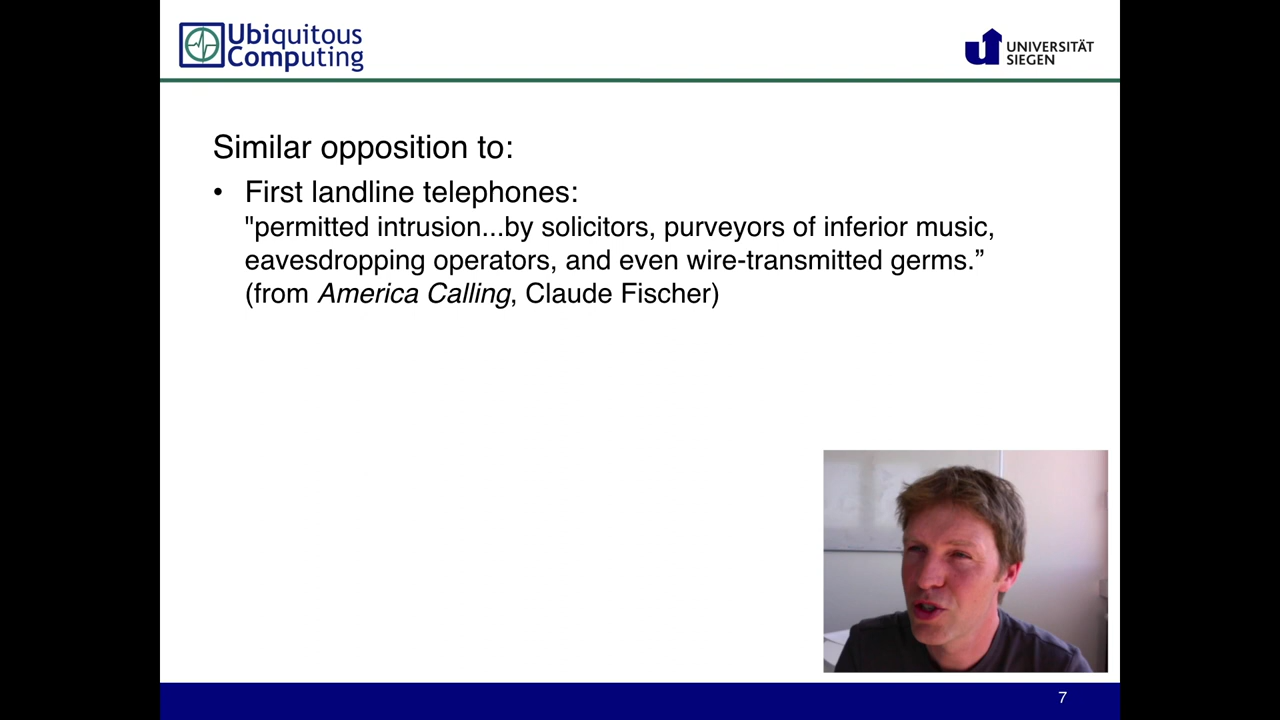 Ubiquitous
Computing
UNIVERSITÄT
SIEGEN
Similar opposition to:
• First landline telephones:
"permitted intrusion...by solicitors, purveyors of inferior music,
eavesdropping operators, and even wire-transmitted germs.”
(from America Calling, Claude Fischer)
7